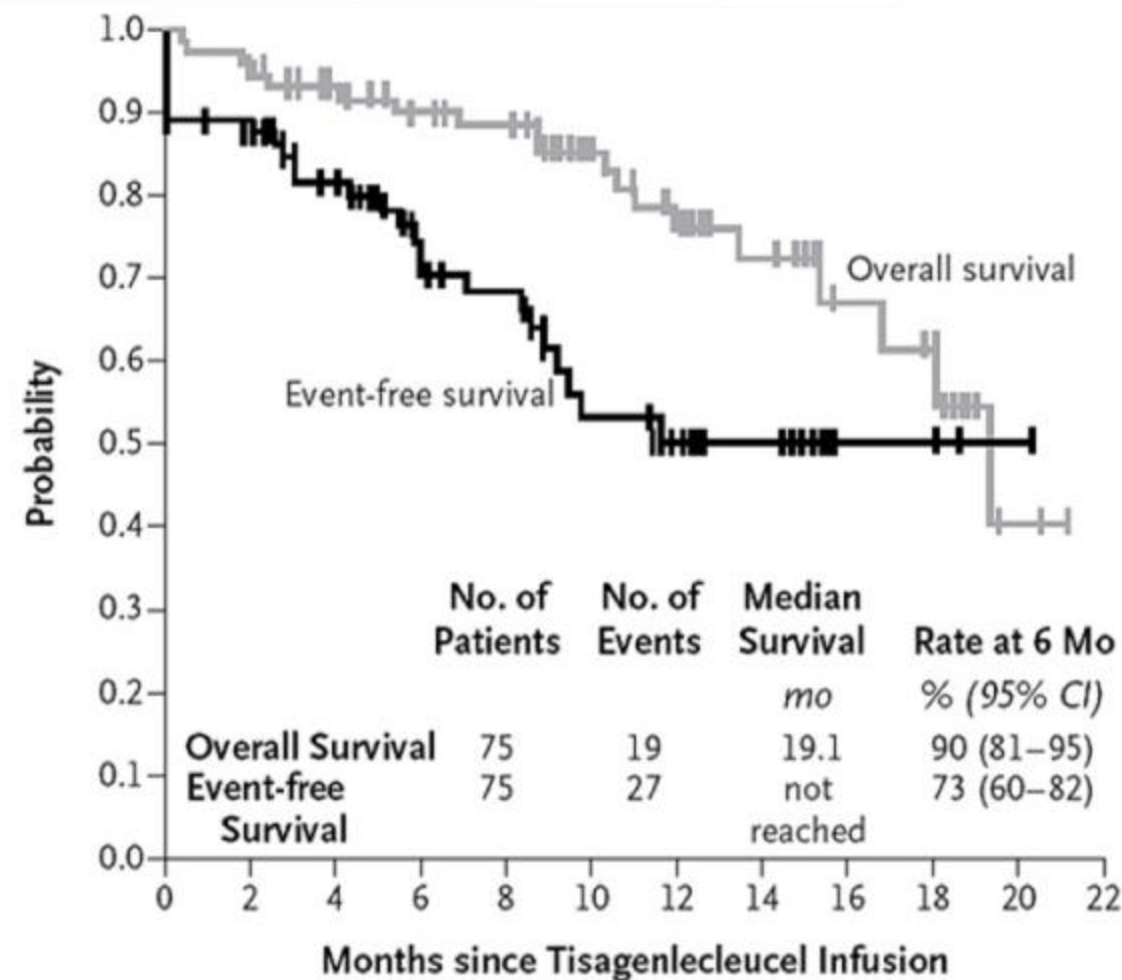 1.0
0.9
0.8
0.7
0.6
0.5
0.4
0.3
0.2
0.1
0.0
Probability
Overall survival
Event-free survival
No. of Patients
No. of Events
Median Survival
Rate at 6 Mo
mo
% (95% CI)
Overall Survival 75 19 19.1 90 (81–95)
Event-free Survival 75 27 not reached 73 (60–82)
0 2 4 6 8 10 12 14 16 18 20 22
Months since Tisagenlecleucel Infusion